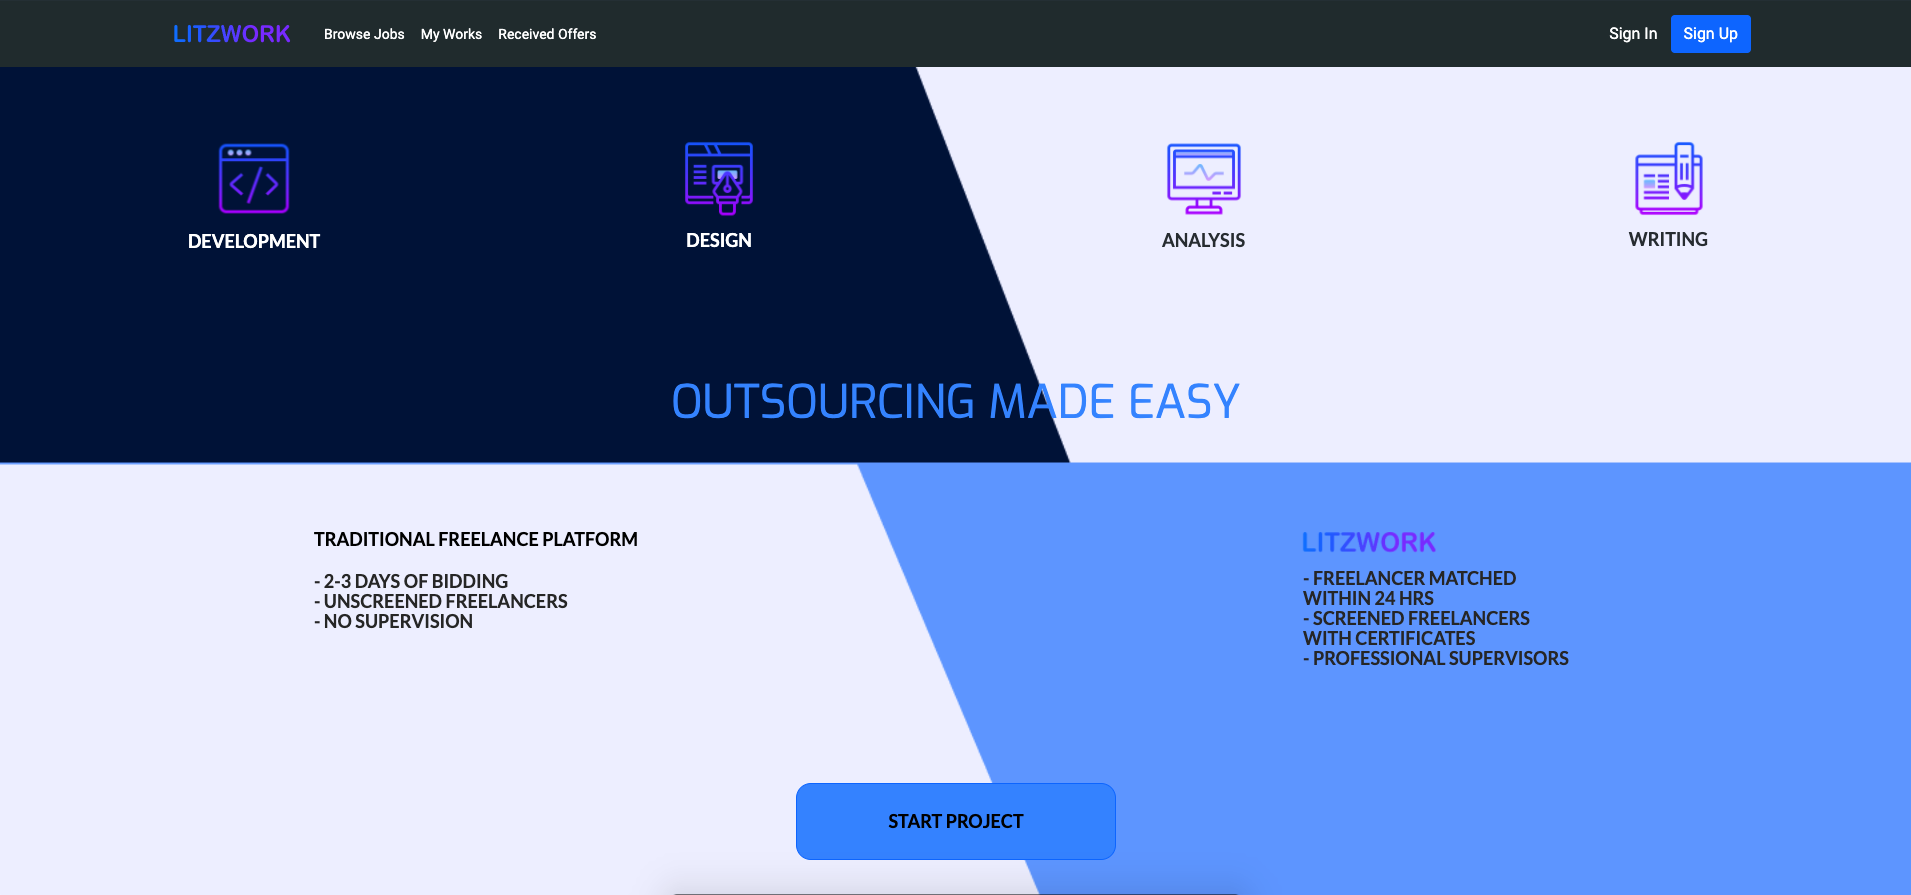 LITZWORK
Browse Jobs
My Works
Received Offers
Sign In
Sign Up
DEVELOPMENT
DESIGN
ANALYSIS
WRITING
OUTSOURCING MADE EASY
TRADITIONAL FREELANCE PLATFORM
- 2-3 DAYS OF BIDDING
- UNSCREENED FREELANCERS
- NO SUPERVISION
LITZWORK
- FREELANCER MATCHED
WITHIN 24 HRS
- SCREENED FREELANCERS
WITH CERTIFICATES
- PROFESSIONAL SUPERVISORS
START PROJECT